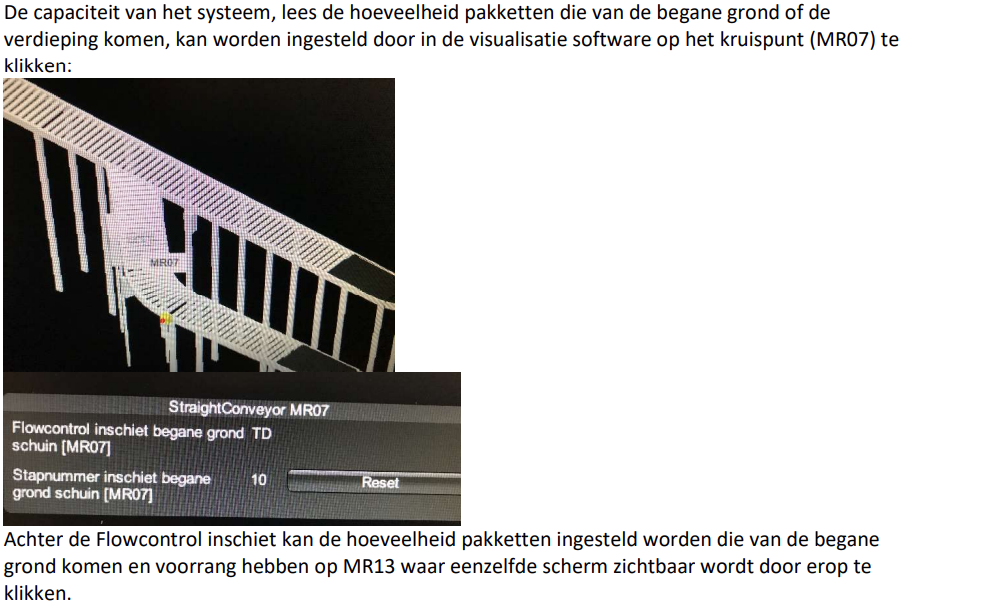 De capaciteit van het systeem, lees de hoeveelheid pakketten die van de begane grond of de
verdieping komen, kan worden ingesteld door in de visualisatie software op het kruispunt (MR07) te
klikken:
MR07
StraightConveyor MR07
Flowcontrol inschiet begane grond TD
schuin [MR07]
Stapnummer inschiet begane 10 Reset
grond schuin [MR07]
Achter de Flowcontrol inschiet kan de hoeveelheid pakketten ingesteld worden die van de begane
grond komen en voorrang hebben op MR13 waar eenzelfde scherm zichtbaar wordt door erop te
klikken.